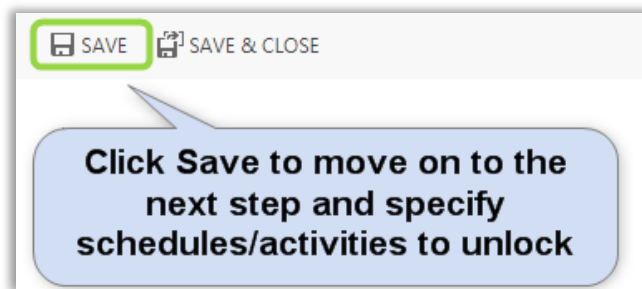 SAVE SAVE & CLOSE
Click Save to move on to the
next step and specify
schedules/activities to unlock